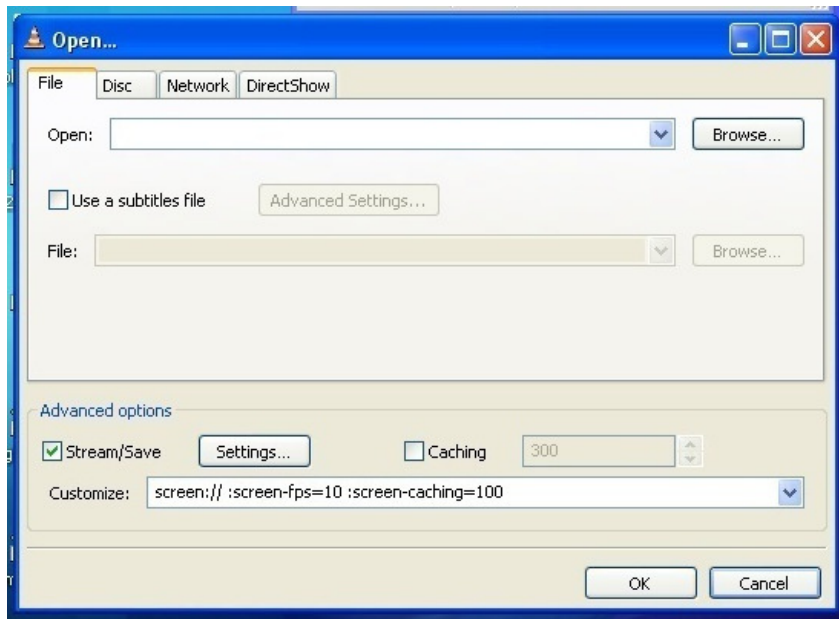 Open...
File Disc Network DirectShow
Open: Browse...
Use a subtitles file Advanced Settings...
File: Browse...
Advanced options
Stream/Save Settings... Caching 300
Customize: screen:// :screen-fps=10 :screen-caching=100
OK Cancel